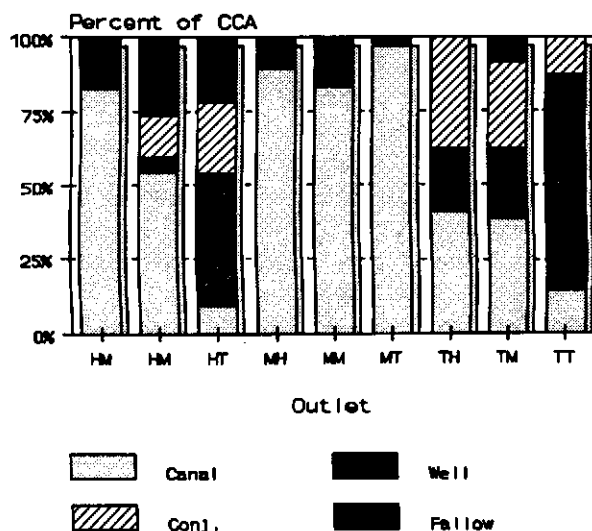 Percent of CCA
100%
75%
50%
25%
0%
HM HM HT MH MM MT TH TM TT
Outlet
Canal Well
Conj. Fallow